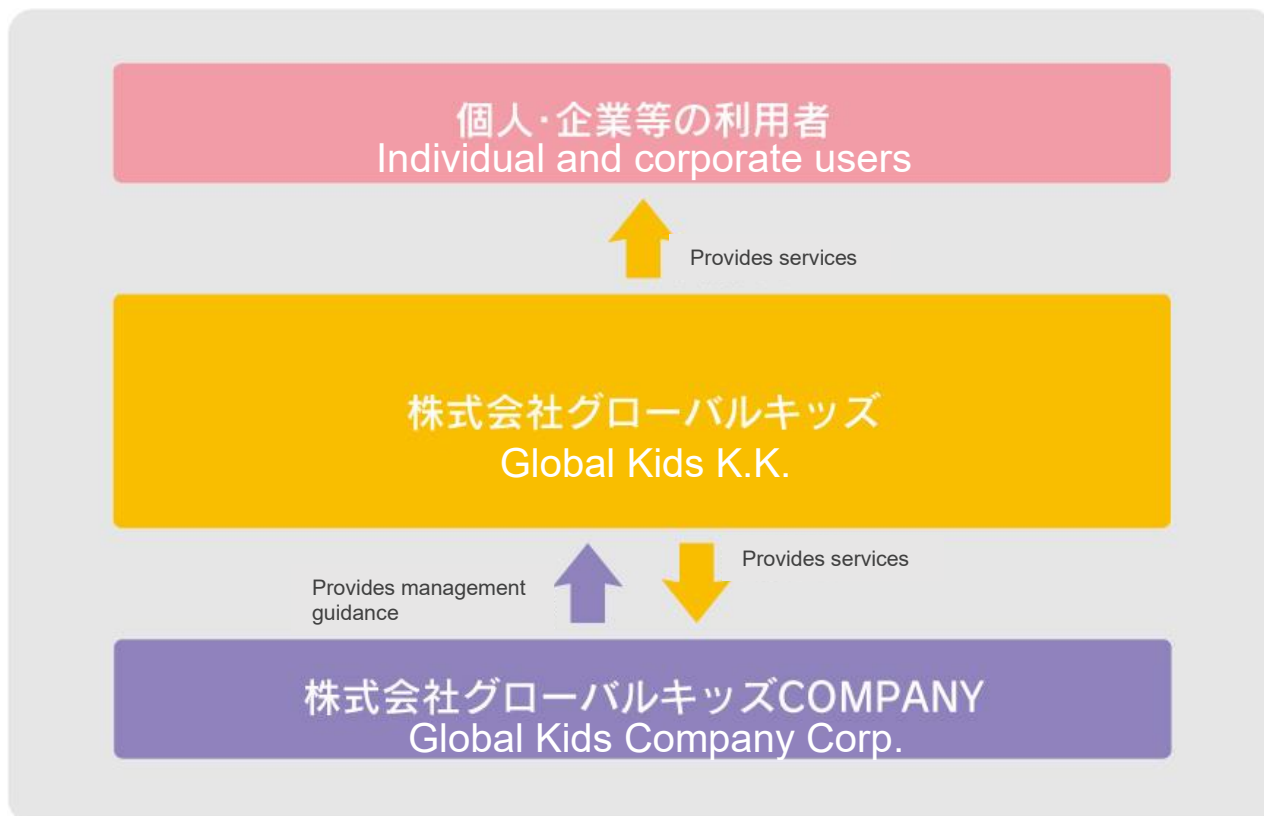 個人･企業等の利用者
Individual and corporate users
Provides services
株式会社グローバルキッズ
Global Kids K.K.
Provides services
Provides management
guidance
株式会社グローバルキッズCOMPANY
Global Kids Company Corp.